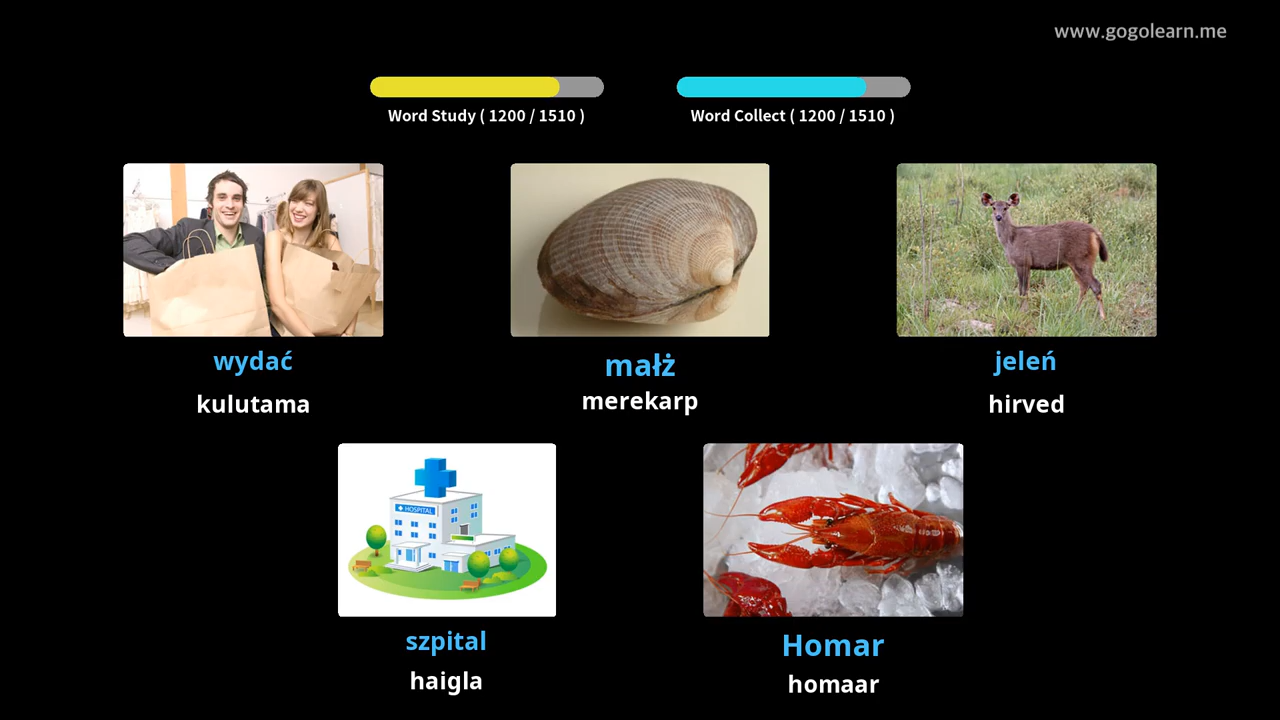 www.gogolearn.me
Word Study ( 1200 / 1510 )
Word Collect ( 1200 / 1510 )
wydać
kulutama
małż
merekarp
jeleń
hirved
HOSPITAL
szpital
haigla
Homar
homaar